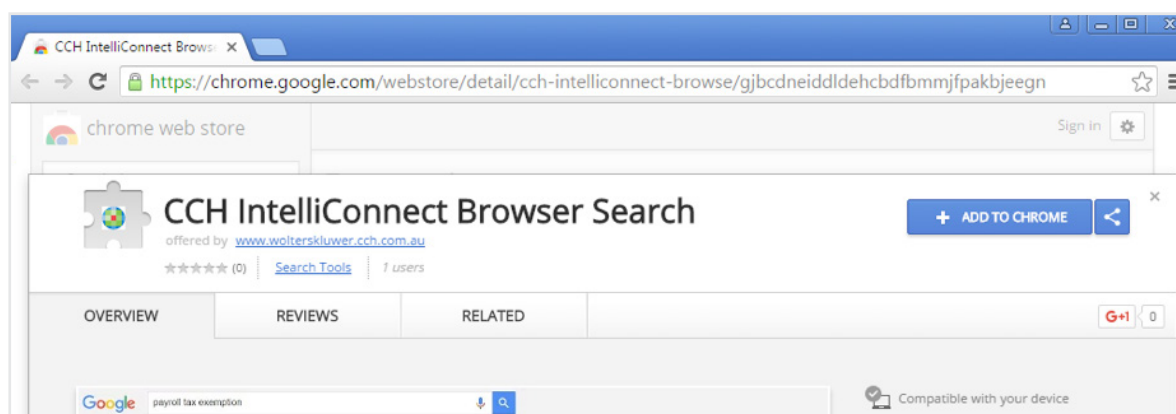 CCH IntelliConnect Brows
https://chrome.google.com/webstore/detail/cch-intelliconnect-browse/gjbcdneiddldehcbdfbmmjfpakbjeegn
chrome web store
Sign in
CCH IntelliConnect Browser Search
+ ADD TO CHROME
offered by www.wolterskluwer.cch.com.au
(0) Search Tools 1 users
OVERVIEW REVIEWS RELATED
G+1 0
Google payroll tax exemption
Compatible with your device